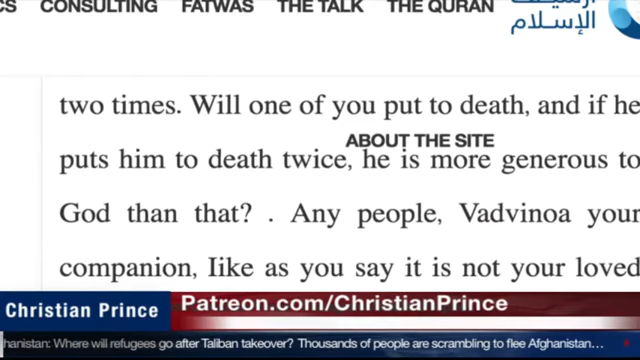 CS CONSULTING FATWAS THE TALK THE QURAN
الإسلام
two times. Will one of you put to death, and if he
ABOUT THE SITE
puts him to death twice, he is more generous to
God than that? . Any people, Vadvinoa your
companion, Iike as you say it is not your loved
Christian Prince
Patreon.com/ChristianPrince
hanistan: Where will refugees go after Taliban takeover? Thousands of people are scrambling to flee Afghanistan…